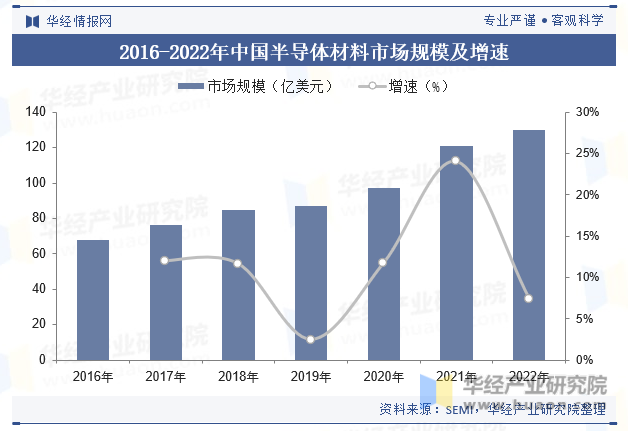 华经情报网
专业严谨 • 客观科学
2016-2022年中国半导体材料市场规模及增速
市场规模（亿美元） 增速（%）
140 30%
120 25%
100 20%
80 15%
60 10%
40 5%
20 0%
0
2016年 2017年 2018年 2019年 2020年 2021年 2022年
华经产业研究院
www.huaon.com
资料来源：SEMI，华经产业研究院整理